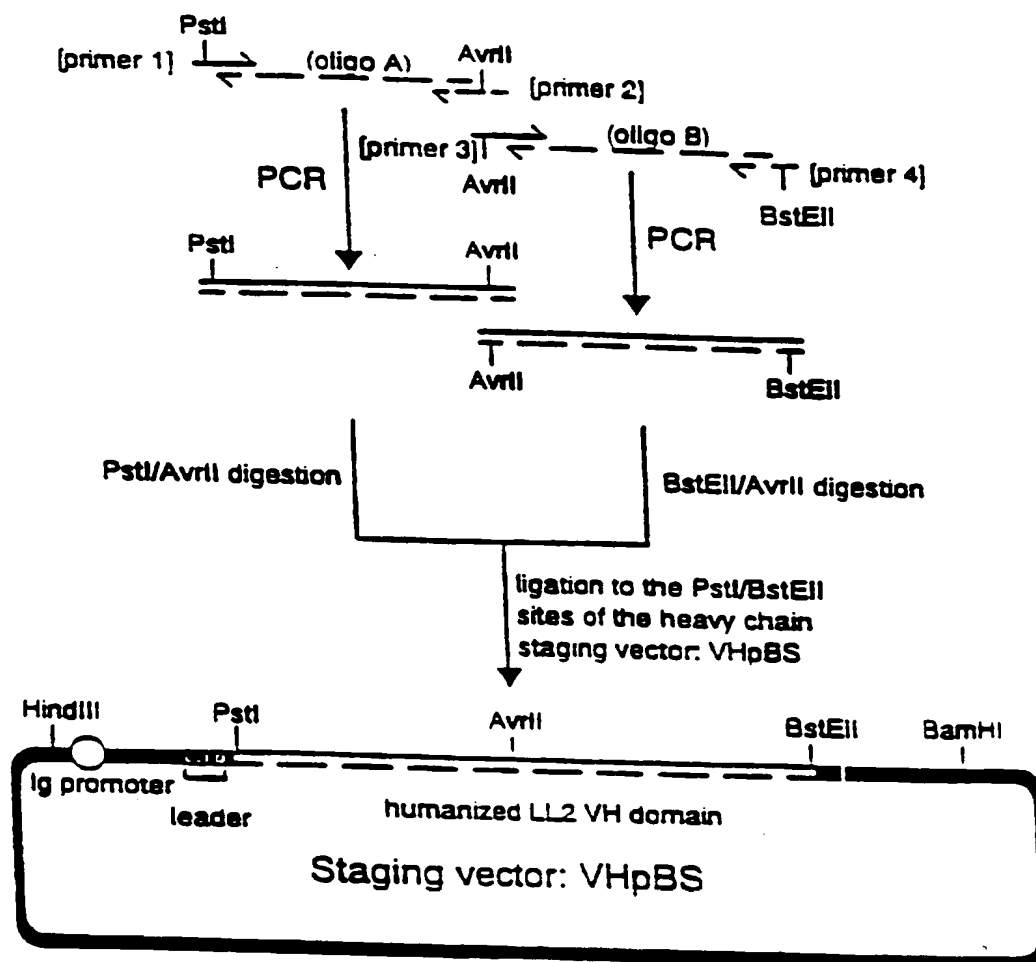 PstI
[primer 1]
(oligo A)
AvrII
[primer 2]
[primer 3]
(oligo B)
[primer 4]
AvrII
BstEII
PCR
PCR
PstI
AvrII
AvrII
BstEII
PstI/AvrII digestion
BstEII/AvrII digestion
ligation to the PstI/BstEII
sites of the heavy chain
staging vector: VHpBS
HindIII
PstI
AvrII
BstEII
BamHI
Ig promoter
leader
humanized LL2 VH domain
Staging vector: VHpBS